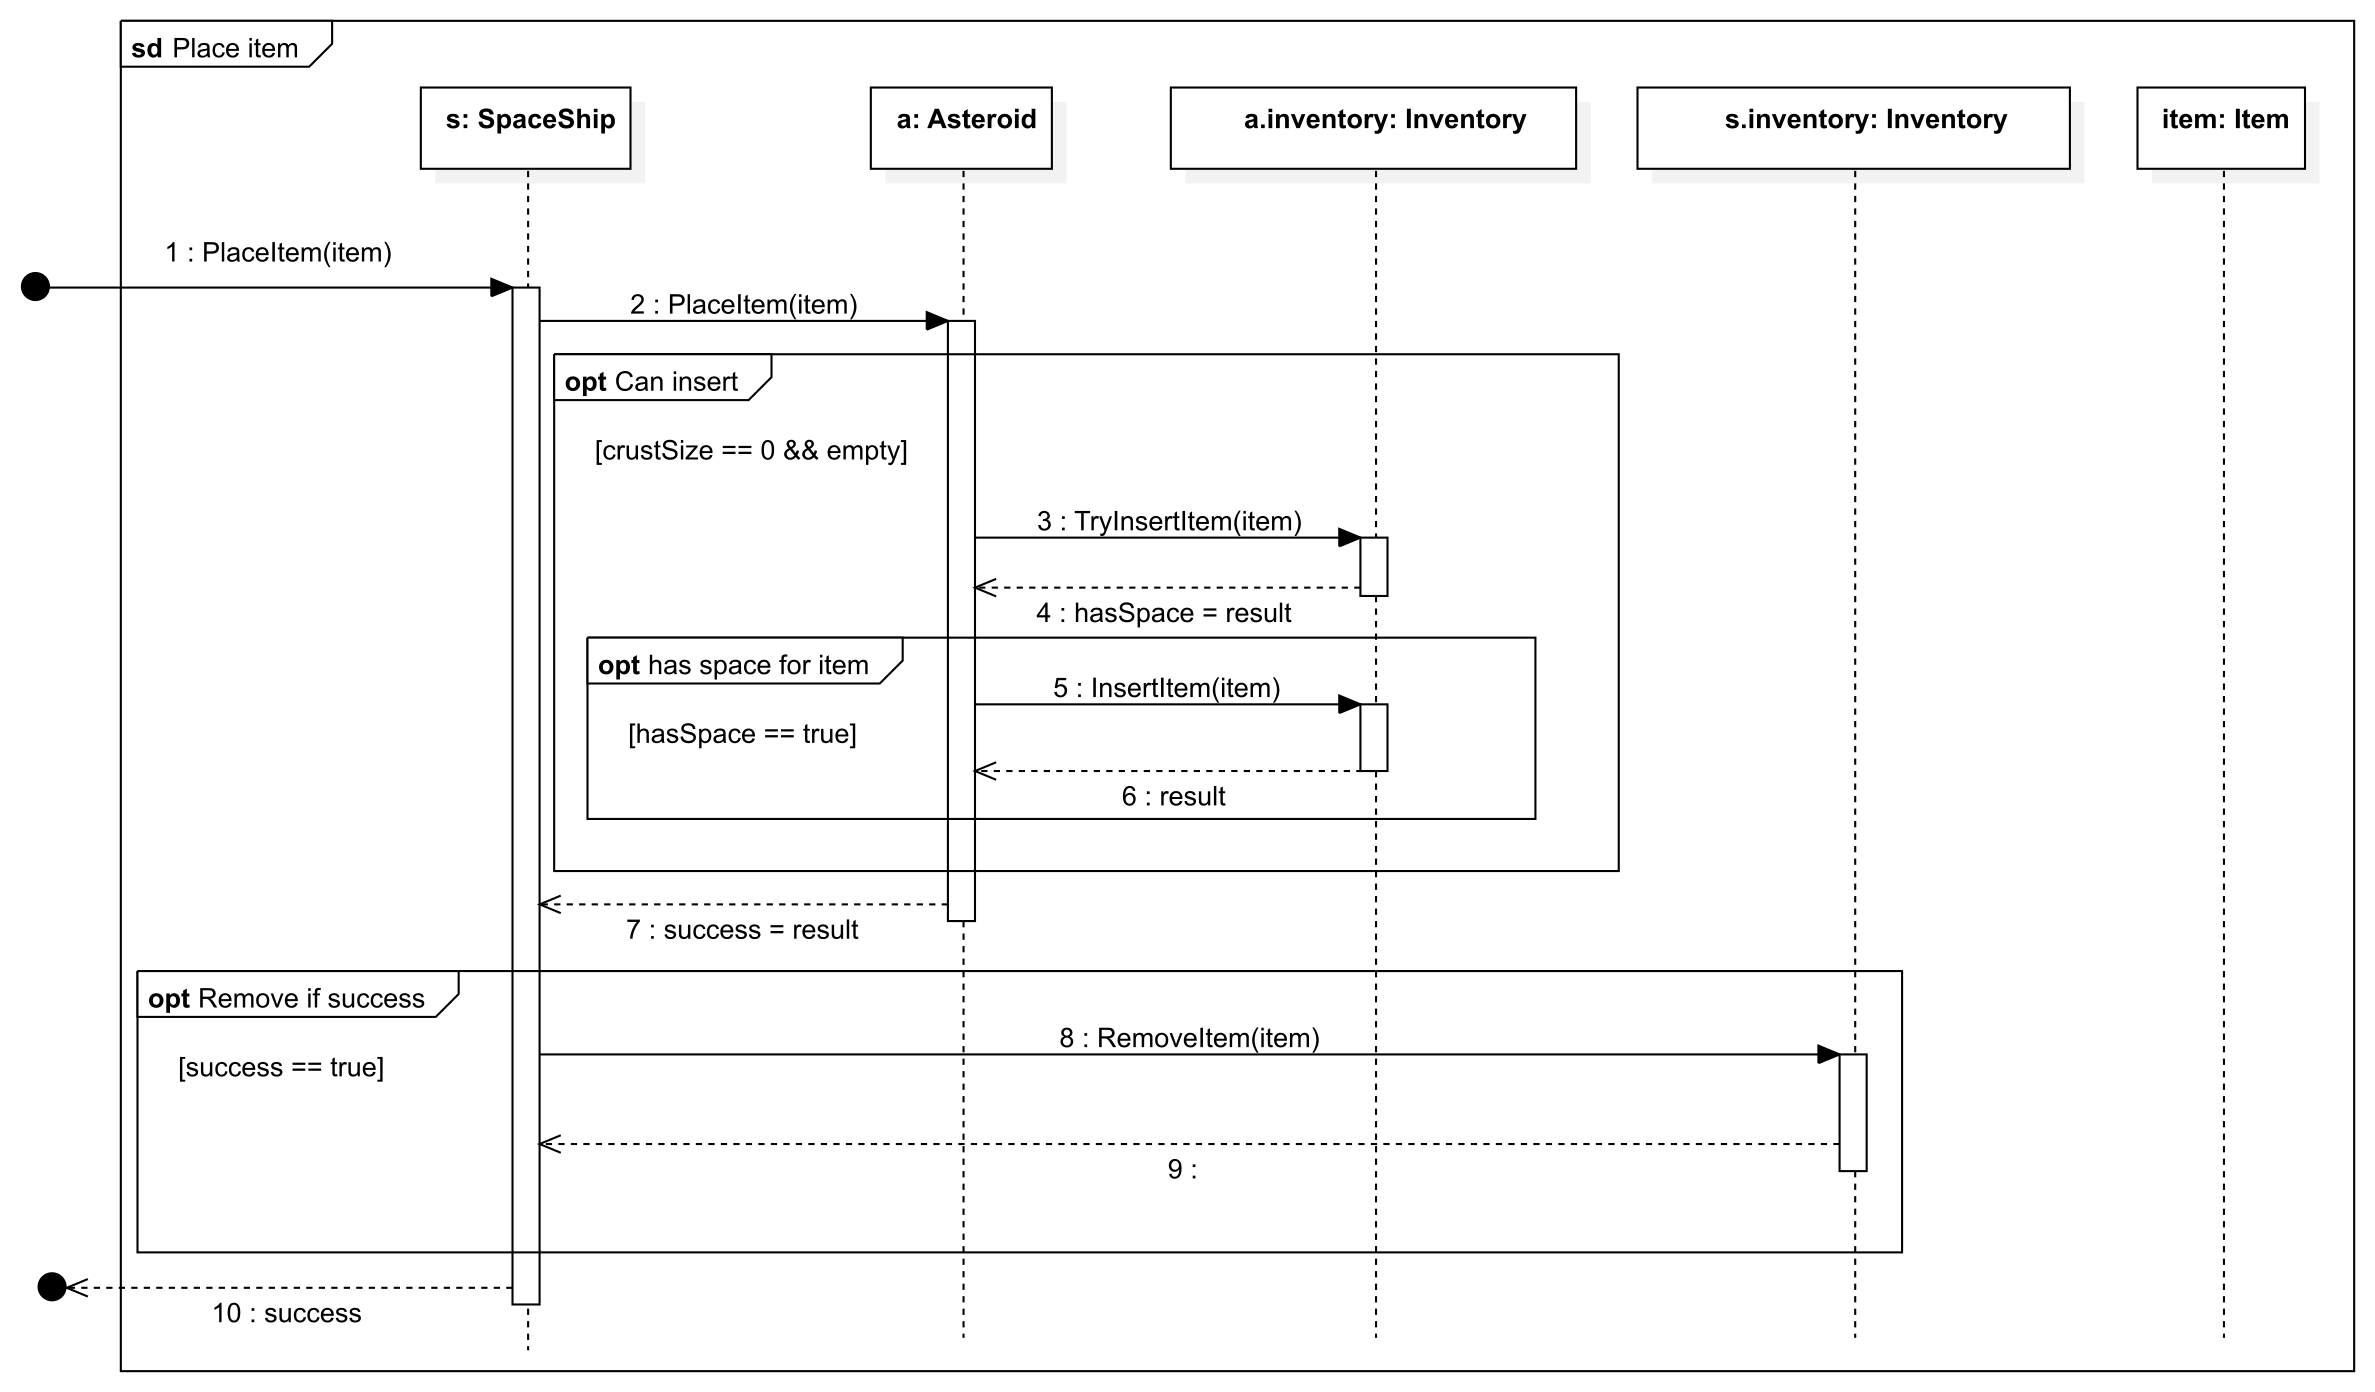 sd Place item
s: SpaceShip
a: Asteroid
a.inventory: Inventory
s.inventory: Inventory
item: Item
1 : PlaceItem(item)
2 : PlaceItem(item)
opt Can insert
[crustSize == 0 && empty]
3 : TryInsertItem(item)
4 : hasSpace = result
opt has space for item
5 : InsertItem(item)
[hasSpace == true]
6 : result
7 : success = result
opt Remove if success
8 : RemoveItem(item)
[success == true]
9 :
10 : success